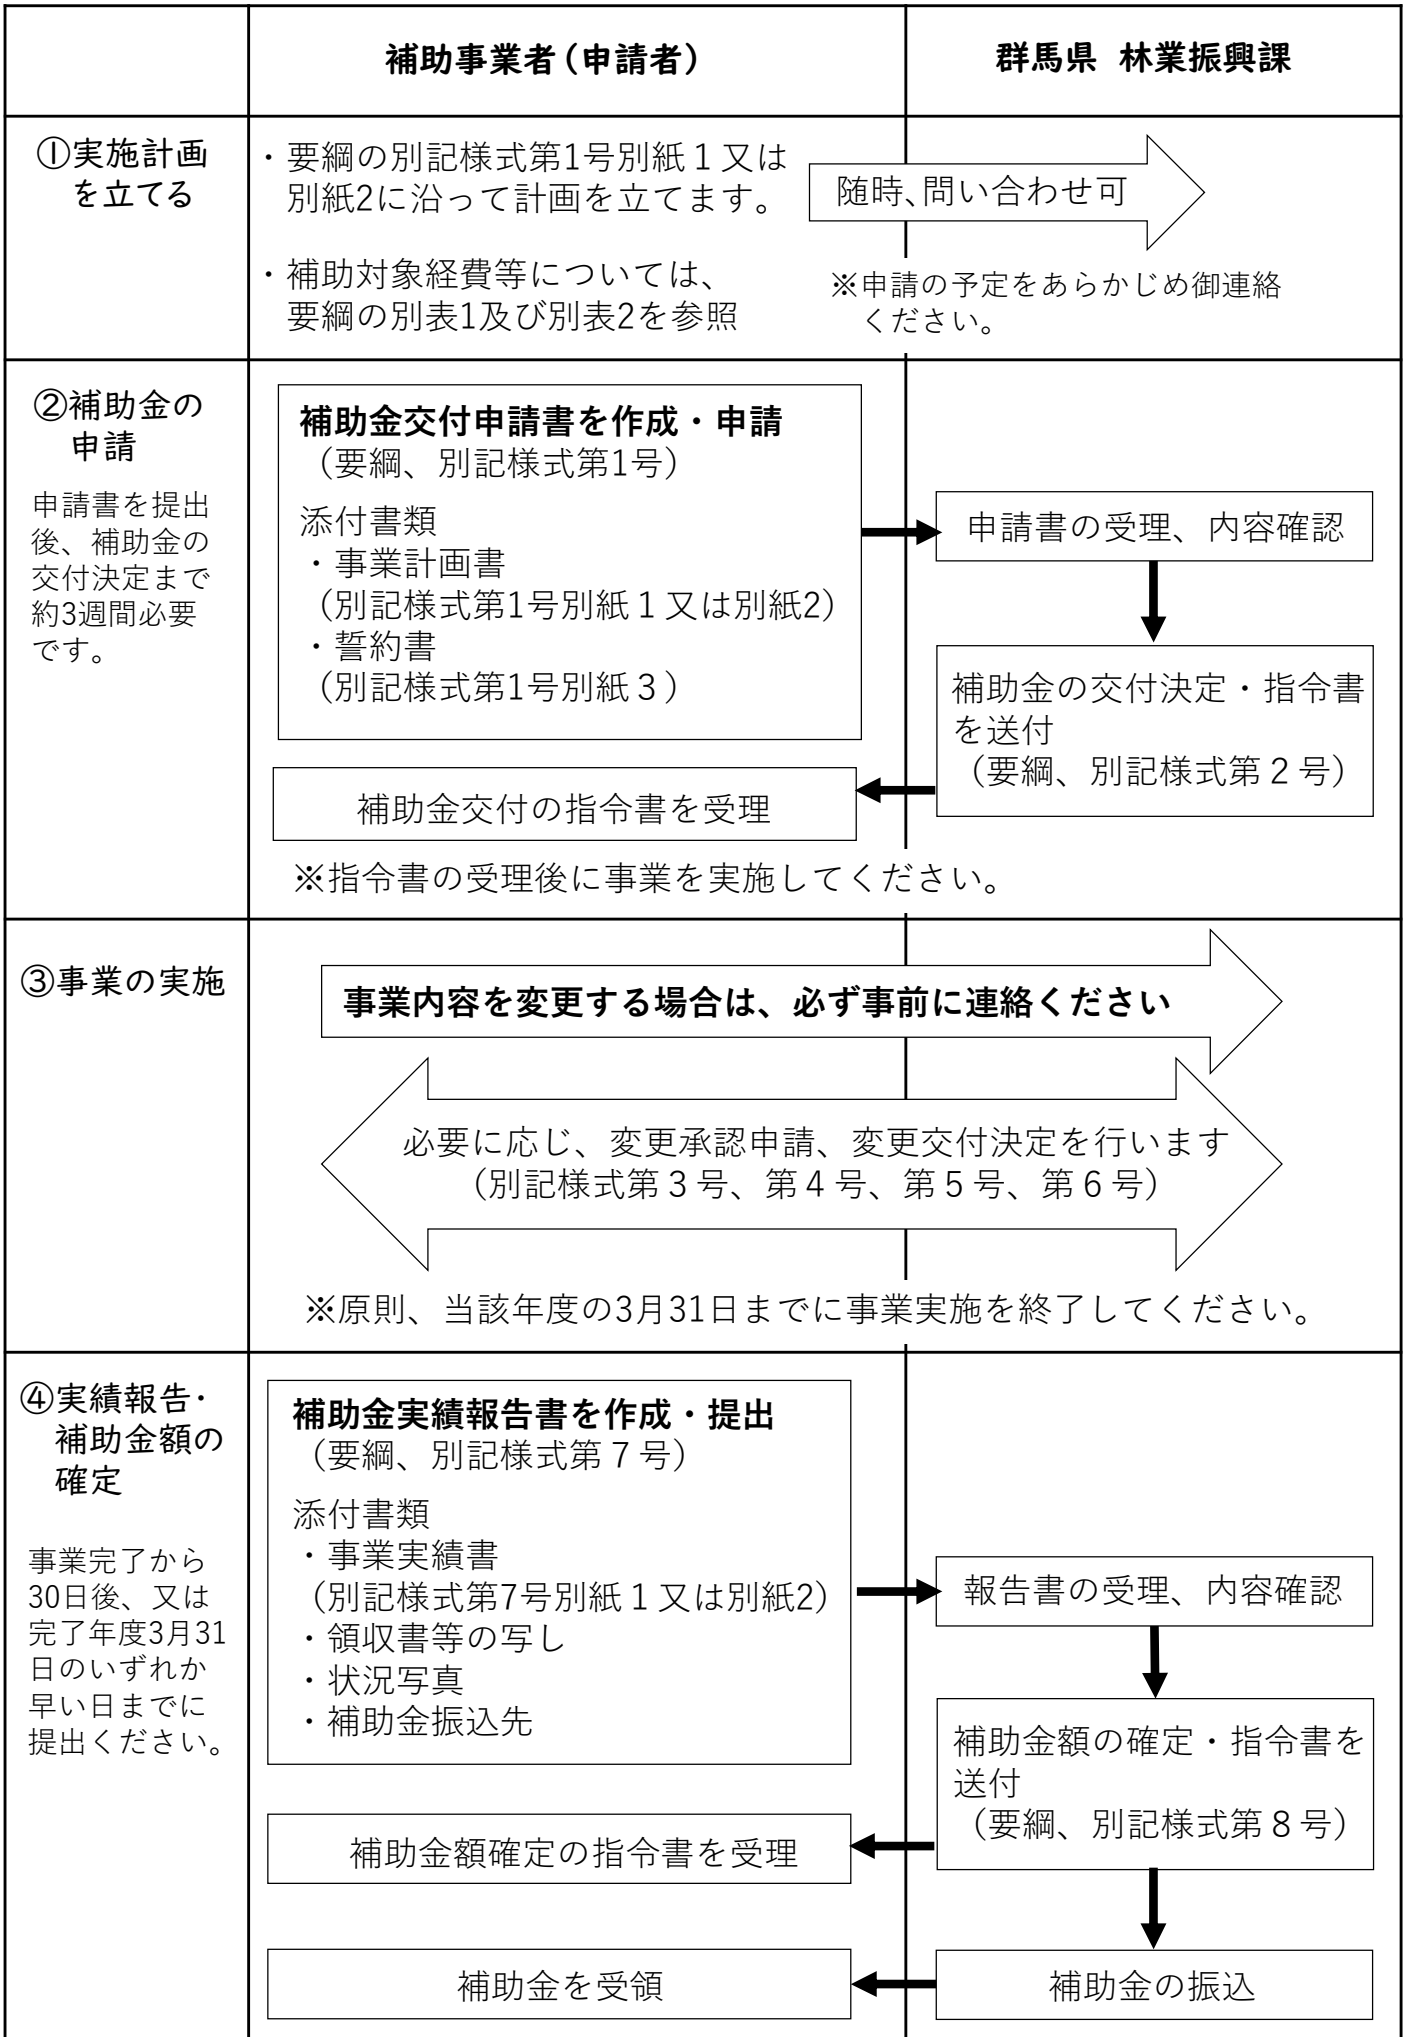 補助事業者（申請者）
群馬県 林業振興課
①実施計画
を立てる
・要綱の別記様式第1号別紙１又は
別紙2に沿って計画を立てます。
・補助対象経費等については、
要綱の別表1及び別表2を参照
随時、問い合わせ可
※申請の予定をあらかじめ御連絡
ください。
②補助金の
申請
申請書を提出
後、補助金の
交付決定まで
約3週間必要
です。
補助金交付申請書を作成・申請
（要綱、別記様式第1号）
添付書類
・事業計画書
（別記様式第1号別紙１又は別紙2）
・誓約書
（別記様式第1号別紙３）
申請書の受理、内容確認
補助金の交付決定・指令書
を送付
（要綱、別記様式第２号）
補助金交付の指令書を受理
※指令書の受理後に事業を実施してください。
③事業の実施
事業内容を変更する場合は、必ず事前に連絡ください
必要に応じ、変更承認申請、変更交付決定を行います
（別記様式第３号、第４号、第５号、第６号）
※原則、当該年度の3月31日までに事業実施を終了してください。
④実績報告・
補助金額の
確定
事業完了から
30日後、又は
完了年度3月31
日のいずれか
早い日までに
提出ください。
補助金実績報告書を作成・提出
（要綱、別記様式第７号）
添付書類
・事業実績書
（別記様式第7号別紙１又は別紙2）
・領収書等の写し
・状況写真
・補助金振込先
報告書の受理、内容確認
補助金額の確定・指令書を
送付
（要綱、別記様式第８号）
補助金額確定の指令書を受理
補助金を受領
補助金の振込